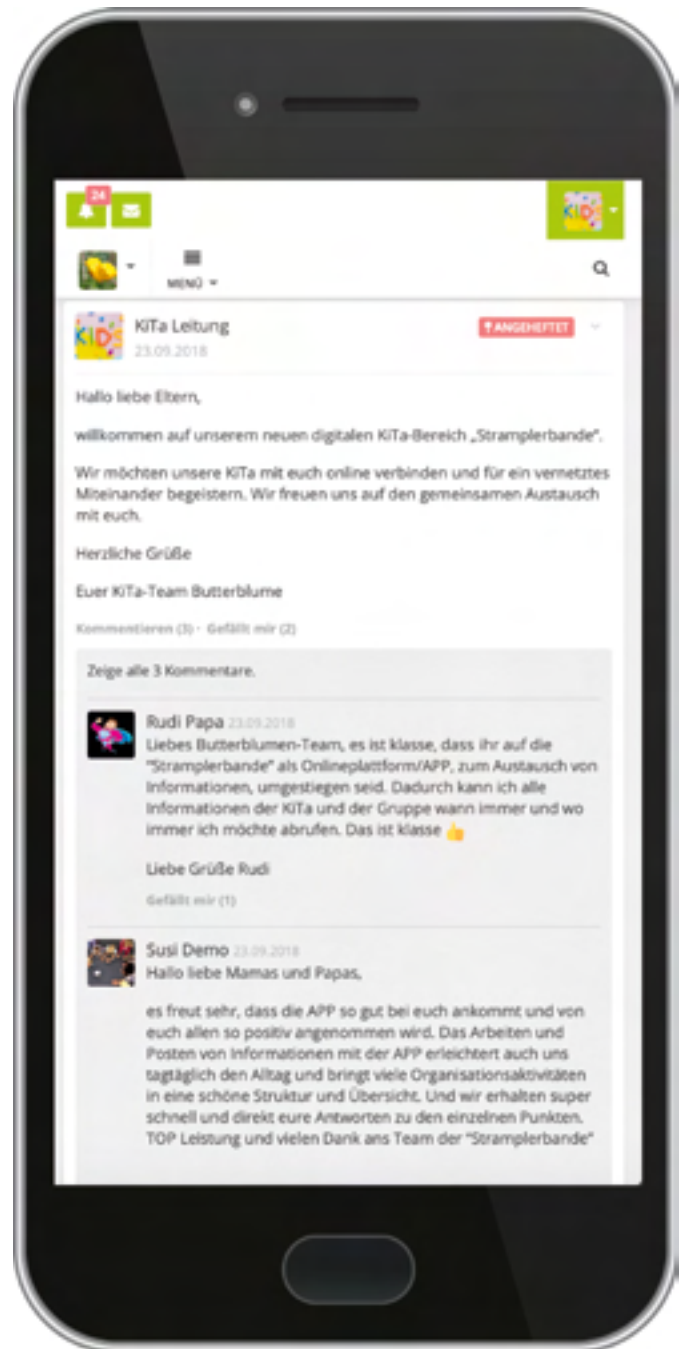 24
KIDS
MENÜ
KIDS
KiTa Leitung
ANGEHEFTET
23.09.2018
Hallo liebe Eltern,
willkommen auf unserem neuen digitalen KiTa-Bereich „Stramplerbande“.
Wir möchten unsere KiTa mit euch online verbinden und für ein vernetztes
Miteinander begeistern. Wir freuen uns auf den gemeinsamen Austausch
mit euch.
Herzliche Grüße
Euer KiTa-Team Butterblume
Kommentieren (3) · Gefällt mir (2)
Zeige alle 3 Kommentare.
Rudi Papa 23.09.2018
Liebes Butterblumen-Team, es ist klasse, dass ihr auf die
"Stramplerbande" als Onlineplattform/APP, zum Austausch von
Informationen, umgestiegen seid. Dadurch kann ich alle
Informationen der KiTa und der Gruppe wann immer und wo
immer ich möchte abrufen. Das ist klasse 👍
Liebe Grüße Rudi
Gefällt mir (1)
Susi Demo 23.09.2018
Hallo liebe Mamas und Papas,
es freut sehr, dass die APP so gut bei euch ankommt und von
euch allen so positiv angenommen wird. Das Arbeiten und
Posten von Informationen mit der APP erleichtert auch uns
tagtäglich den Alltag und bringt viele Organisationsaktivitäten
in eine schöne Struktur und Übersicht. Und wir erhalten super
schnell und direkt eure Antworten zu den einzelnen Punkten.
TOP Leistung und vielen Dank ans Team der "Stramplerbande"